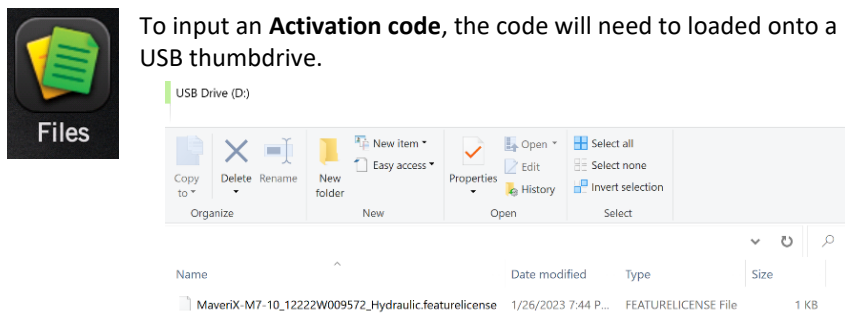 To input an Activation code, the code will need to loaded onto a
USB thumbdrive.
Files
USB Drive (D:)
Copy to
Delete
Rename
New folder
New item
Easy access
Properties
Open
Edit
History
Select all
Select none
Invert selection
Organize
New
Open
Select
Name
Date modified
Type
Size
MaveriX-M7-10_12222W009572_Hydraulic.featurelicense 1/26/2023 7:44 P... FEATURELICENSE File 1 KB